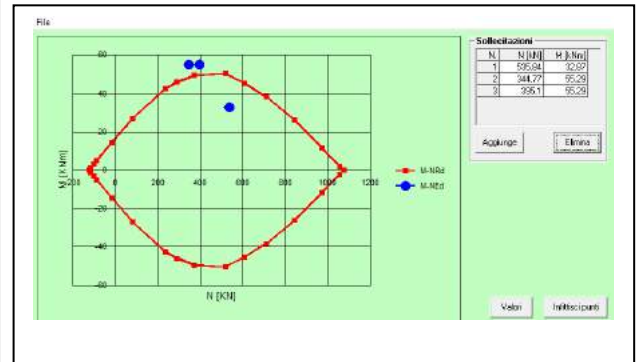 File
Sollecitazioni
N. N [kN] M [kNm]
1 535,84 32,87
2 344,77 55,29
3 395,1 55,29
Aggiunge Elimina
60
40
20
0
-20
-40
-60
-200 0 200 400 600 800 1000 1200
M [KNm]
N [KN]
M-NRd
M-NEd
Valori Infittisci punti